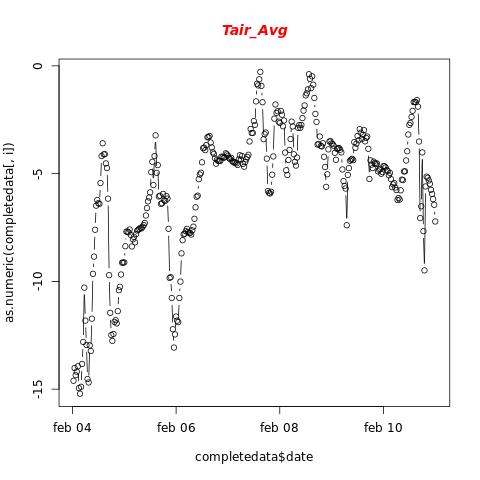 Tair_Avg
as.numeric(completedata[, i])
0
-5
-10
-15
feb 04
feb 06
feb 08
feb 10
completedata$date